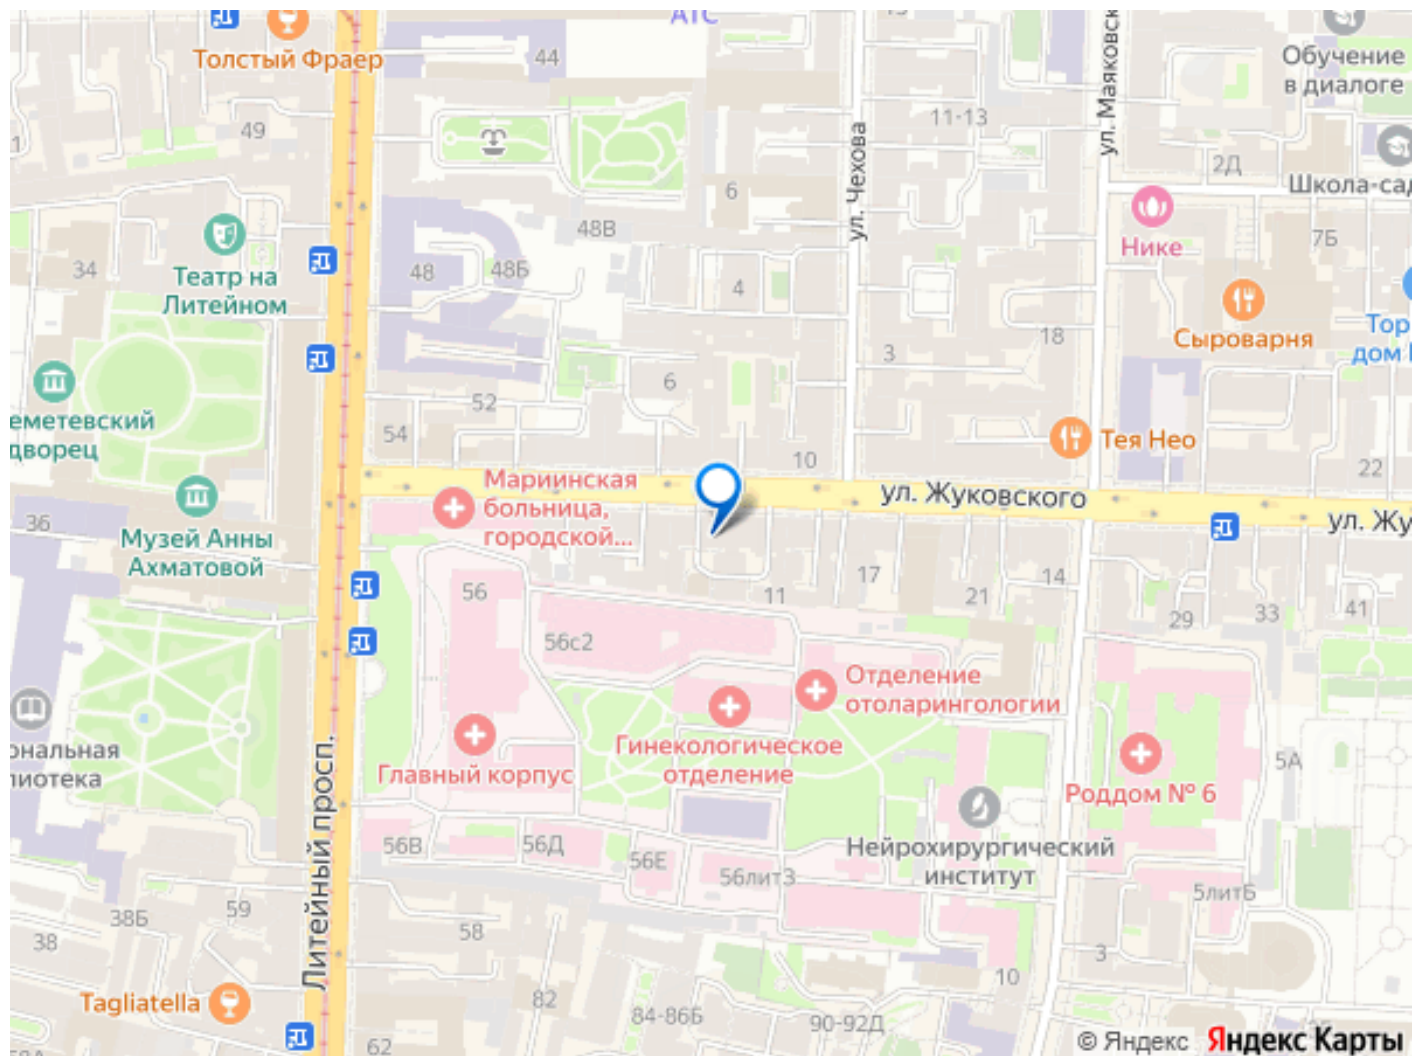 АТС
Толстый Фраер
44
Обучение
в диалоге
49
11-13
ул. Маяковск
ул. Чехова
1
2Д
6
Школа-сад
48В
Нике
7Б
34
Театр на
Литейном
48
48Б
4
Сыроварня
18
Тор
дом
3
6
еметевский
дворец
52
54
Тея Нео
10
22
Мариинская
больница,
городской...
ул. Жуковского
ул. Жу
36
Музей Анны
Ахматовой
56
11
17
21
14
29
33
41
56с2
Отделение
отоларингологии
Гинекологическое
отделение
Главный корпус
ональная
лиотека
Литейный просп.
5А
Роддом № 6
Нейрохирургический
институт
56В
56Д
56Е
56литЗ
5литБ
38Б
59
38
58
3
10
Tagliatella
82
84-86Б
90-92Д
62
© Яндекс
Яндекс Карты